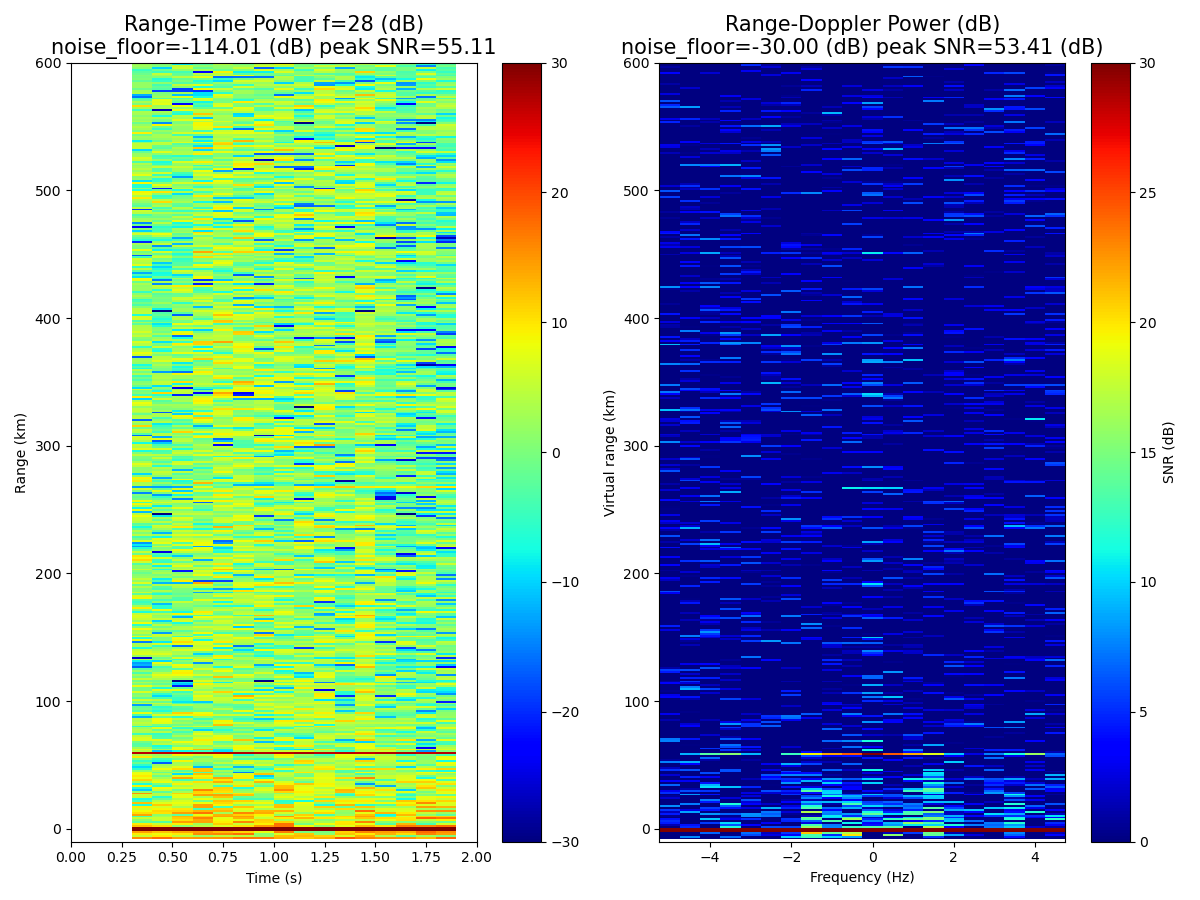 Range-Time Power f=28 (dB)
noise_floor=-114.01 (dB) peak SNR=55.11
Range-Doppler Power (dB)
noise_floor=-30.00 (dB) peak SNR=53.41 (dB)
600
500
400
300
200
100
0
Range (km)
0.00 0.25 0.50 0.75 1.00 1.25 1.50 1.75 2.00
Time (s)
30
20
10
0
−10
−20
−30
600
500
400
300
200
100
0
Virtual range (km)
−4 −2 0 2 4
Frequency (Hz)
30
25
20
15
10
5
0
SNR (dB)